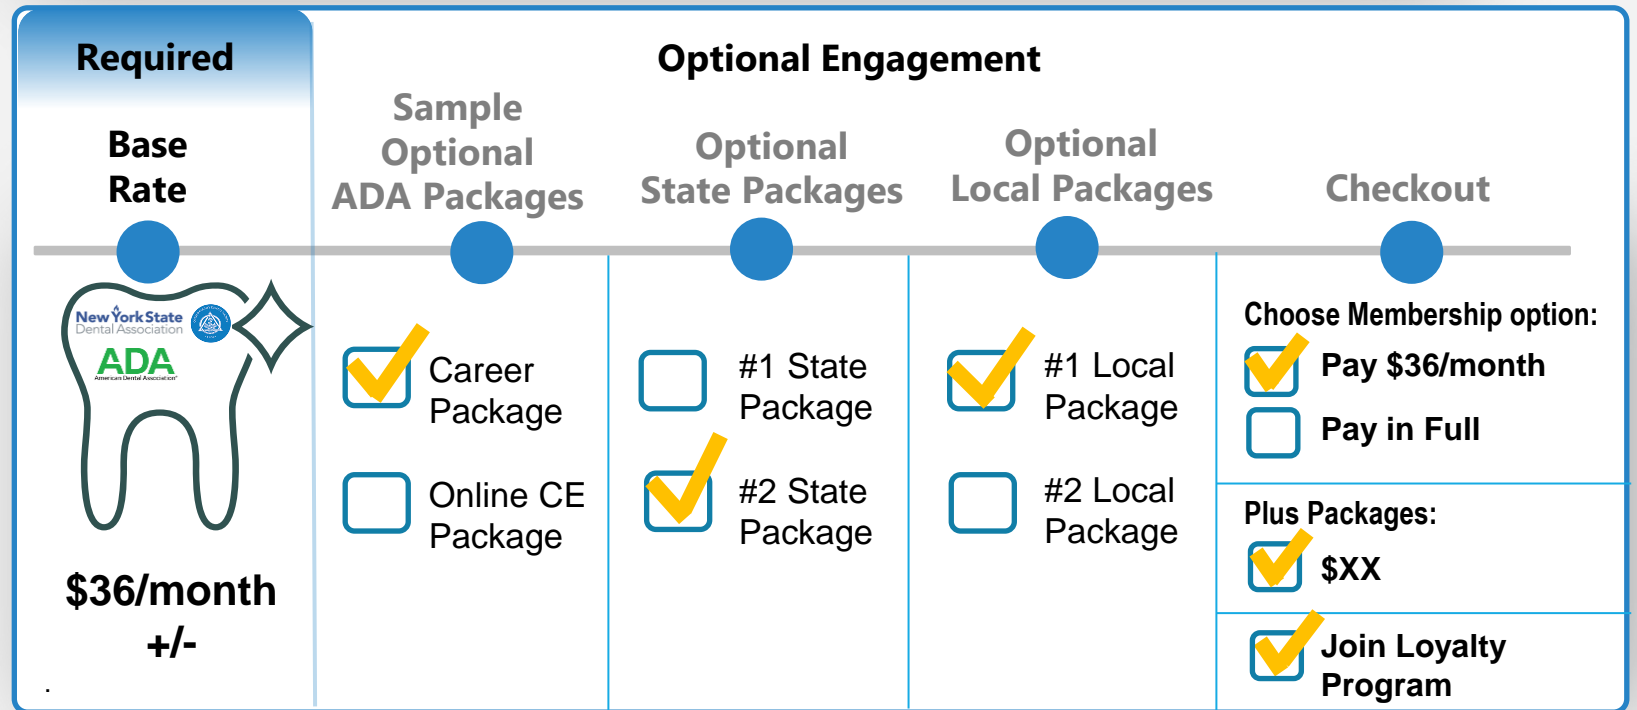 Required
Optional Engagement
Base
Rate
Sample
Optional
ADA Packages
Optional
State Packages
Optional
Local Packages
Checkout
New York State
Dental Association
ADA
American Dental Association®
$36/month
+/-
.
Career
Package
Online CE
Package
#1 State
Package
#2 State
Package
#1 Local
Package
#2 Local
Package
Choose Membership option:
Pay $36/month
Pay in Full
Plus Packages:
$XX
Join Loyalty
Program